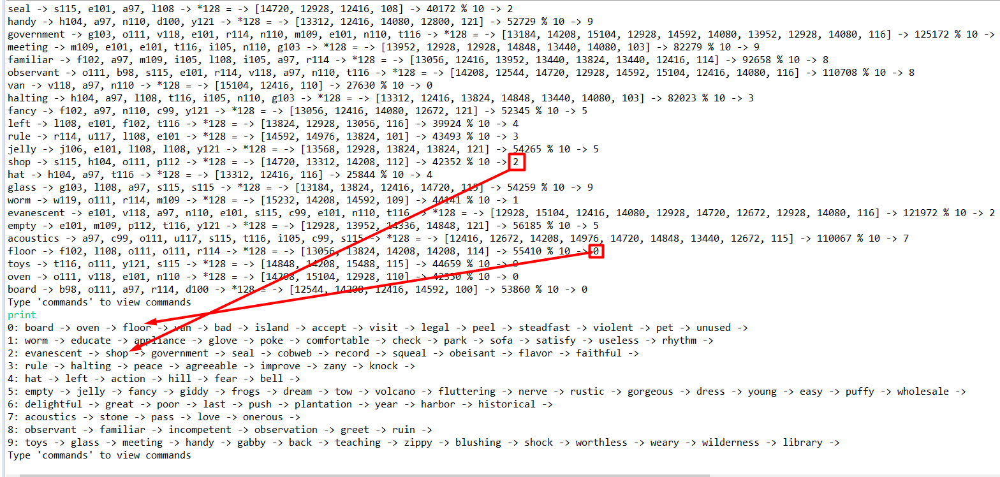 seal -> s115, e101, a97, l108 -> *128 = -> [14720, 12928, 12416, 108] -> 40172 % 10 -> 2
handy -> h104, a97, n110, d100, y121 -> *128 = -> [13312, 12416, 14080, 12800, 121] -> 52729 % 10 -> 9
government -> g103, o111, v118, e101, r114, n110, m109, e101, n110, t116 -> *128 = -> [13184, 14208, 15104, 12928, 14592, 14080, 13952, 12928, 14080, 116] -> 125172 % 10 ->
meeting -> m109, e101, e101, t116, i105, n110, g103 -> *128 = -> [13952, 12928, 12928, 14848, 13440, 14080, 103] -> 82279 % 10 -> 9
familiar -> f102, a97, m109, i105, l108, i105, a97, r114 -> *128 = -> [13056, 12416, 13952, 13440, 13824, 13440, 12416, 114] -> 92658 % 10 -> 8
observant -> o111, b98, s115, e101, r114, v118, a97, n110, t116 -> *128 = -> [14208, 12544, 14720, 12928, 14592, 15104, 12416, 14080, 116] -> 110708 % 10 -> 8
van -> v118, a97, n110 -> *128 = -> [15104, 12416, 110] -> 27630 % 10 -> 0
halting -> h104, a97, l108, t116, i105, n110, g103 -> *128 = -> [13312, 12416, 13824, 14848, 13440, 14080, 103] -> 82023 % 10 -> 3
fancy -> f102, a97, n110, c99, y121 -> *128 = -> [13056, 12416, 14080, 12672, 121] -> 52345 % 10 -> 5
left -> l108, e101, f102, t116 -> *128 = -> [13824, 12928, 13056, 116] -> 39924 % 10 -> 4
rule -> r114, u117, l108, e101 -> *128 = -> [14592, 14976, 13824, 101] -> 43493 % 10 -> 3
jelly -> j106, e101, l108, l108, y121 -> *128 = -> [13568, 12928, 13824, 13824, 121] -> 54265 % 10 -> 5
shop -> s115, h104, o111, p112 -> *128 = -> [14720, 13312, 14208, 112] -> 42352 % 10 -> 2
hat -> h104, a97, t116 -> *128 = -> [13312, 12416, 116] -> 25844 % 10 -> 4
glass -> g103, l108, a97, s115, s115 -> *128 = -> [13184, 13824, 12416, 14720, 115] -> 54259 % 10 -> 9
worm -> w119, o111, r114, m109 -> *128 = -> [15232, 14208, 14592, 109] -> 44141 % 10 -> 1
evanescent -> e101, v118, a97, n110, e101, s115, c99, e101, n110, t116 -> *128 = -> [12928, 15104, 12416, 14080, 12928, 14720, 12672, 12928, 14080, 116] -> 121972 % 10 -> 2
empty -> e101, m109, p112, t116, y121 -> *128 = -> [12928, 13952, 14336, 14848, 121] -> 56185 % 10 -> 5
acoustics -> a97, c99, o111, u117, s115, t116, i105, c99, s115 -> *128 = -> [12416, 12672, 14208, 14976, 14720, 14848, 13440, 12672, 115] -> 110067 % 10 -> 7
floor -> f102, l108, o111, o111, r114 -> *128 = -> [13056, 13824, 14208, 14208, 114] -> 55410 % 10 -> 0
toys -> t116, o111, y121, s115 -> *128 = -> [14848, 14208, 15488, 115] -> 44659 % 10 -> 9
oven -> o111, v118, e101, n110 -> *128 = -> [14208, 15104, 12928, 110] -> 42350 % 10 -> 0
board -> b98, o111, a97, r114, d100 -> *128 = -> [12544, 14208, 12416, 14592, 100] -> 53860 % 10 -> 0
Type 'commands' to view commands
print
0: board -> oven -> floor -> van -> bad -> island -> accept -> visit -> legal -> peel -> steadfast -> violent -> pet -> unused ->
1: worm -> educate -> appliance -> glove -> poke -> comfortable -> check -> park -> sofa -> satisfy -> useless -> rhythm ->
2: evanescent -> shop -> government -> seal -> cobweb -> record -> squeal -> obeisant -> flavor -> faithful ->
3: rule -> halting -> peace -> agreeable -> improve -> zany -> knock ->
4: hat -> left -> action -> hill -> fear -> bell ->
5: empty -> jelly -> fancy -> giddy -> frogs -> dream -> tow -> volcano -> fluttering -> nerve -> rustic -> gorgeous -> dress -> young -> easy -> puffy -> wholesale ->
6: delightful -> great -> poor -> last -> push -> plantation -> year -> harbor -> historical ->
7: acoustics -> stone -> pass -> love -> onerous ->
8: observant -> familiar -> incompetent -> observation -> greet -> ruin ->
9: toys -> glass -> meeting -> handy -> gabby -> back -> teaching -> zippy -> blushing -> shock -> worthless -> weary -> wilderness -> library ->
Type 'commands' to view commands